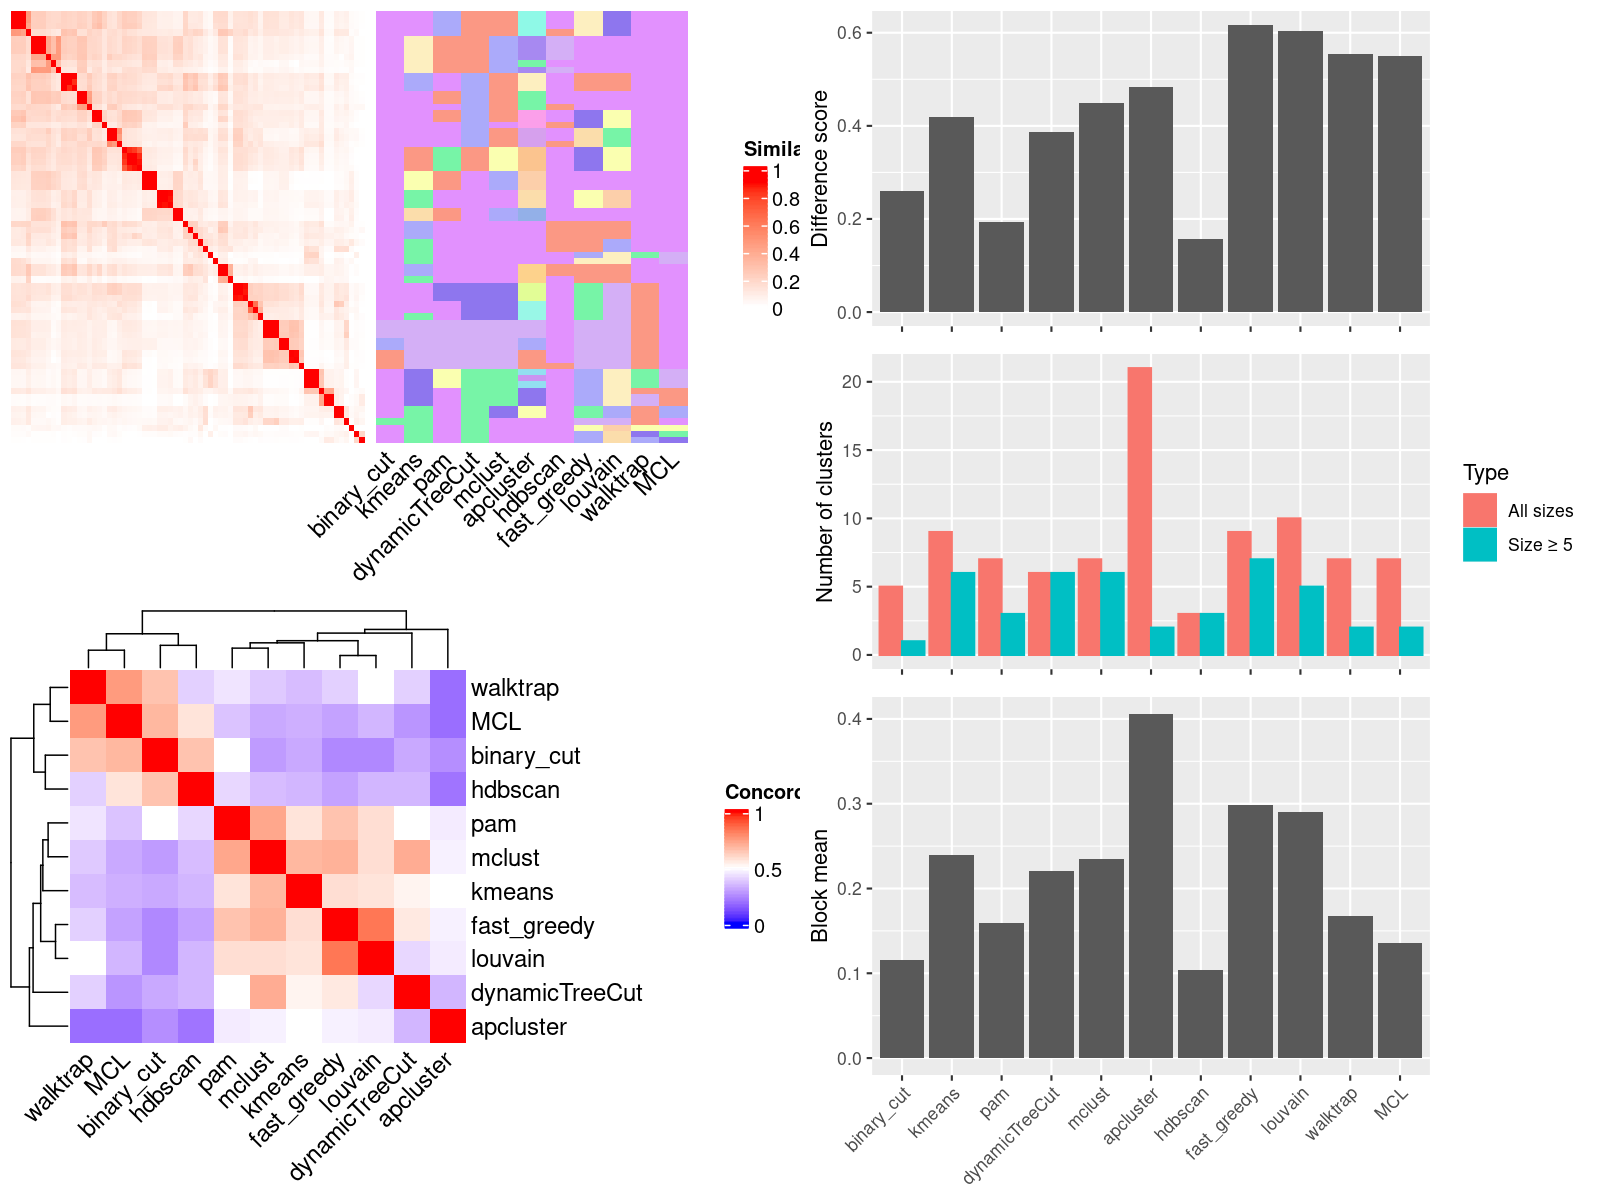 Simila
1
0.8
0.6
0.4
0.2
0
binary_cut
kmeans
pam
dynamicTreeCut
mclust
apcluster
hdbscan
fast_greedy
louvain
walktrap
MCL
walktrap
MCL
binary_cut
hdbscan
pam
mclust
kmeans
fast_greedy
louvain
dynamicTreeCut
apcluster
walktrap
MCL
binary_cut
hdbscan
pam
mclust
kmeans
fast_greedy
louvain
dynamicTreeCut
apcluster
Concord
1
0.5
0
Difference score
0.6
0.4
0.2
0.0
Number of clusters
20
15
10
5
0
Type
All sizes
Size ≥ 5
Block mean
0.4
0.3
0.2
0.1
0.0
binary_cut
kmeans
pam
dynamicTreeCut
mclust
apcluster
hdbscan
fast_greedy
louvain
walktrap
MCL